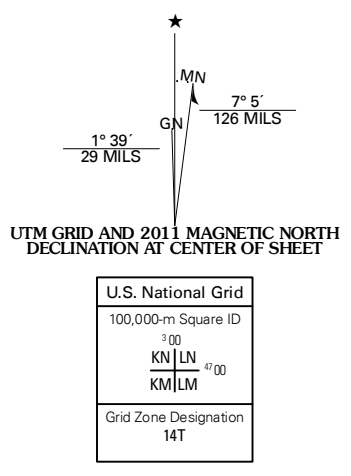 ★
MN
GN
7° 5´
126 MILS
1° 39´
29 MILS
UTM GRID AND 2011 MAGNETIC NORTH
DECLINATION AT CENTER OF SHEET
U.S. National Grid
100,000-m Square ID
³00
KN LN
⁴⁷00
KM LM
Grid Zone Designation
14T